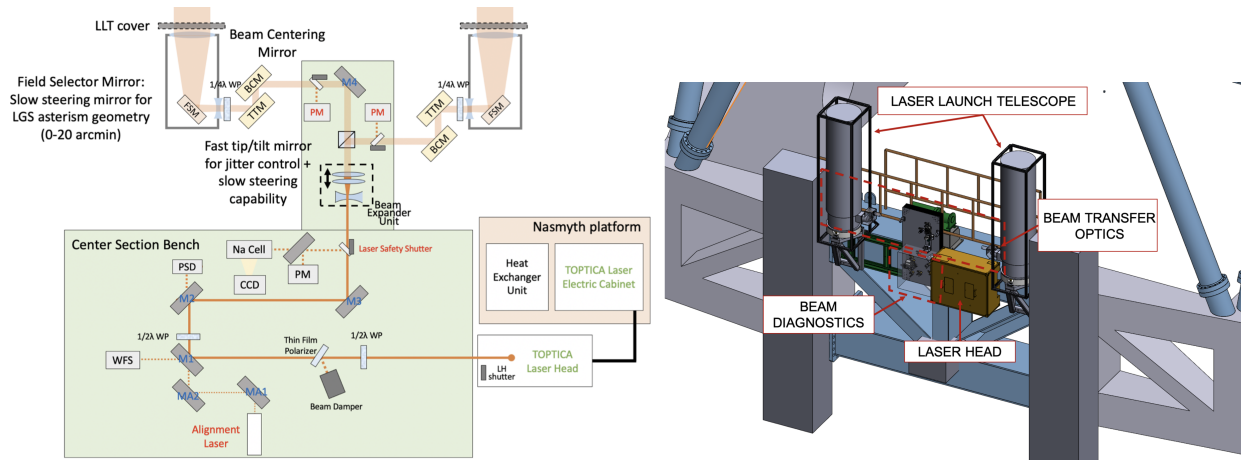 LLT cover
Beam Centering
Mirror
Field Selector Mirror:
Slow steering mirror for
LGS asterism geometry
(0-20 arcmin)
1/4λ WP
BCM
FSM
TTM
PM
M4
PM
TTM
1/4λ WP
FSM
BCM
Fast tip/tilt mirror
for jitter control +
slow steering
capability
Beam
Expander
Unit
Center Section Bench
Na Cell
Laser Safety Shutter
PSD
PM
CCD
M2
M3
1/2λ WP
WFS
M1
Thin Film
Polarizer
1/2λ WP
MA2
MA1
Beam Damper
Alignment
Laser
Nasmyth platform
Heat
Exchanger
Unit
TOPTICA Laser
Electric Cabinet
TOPTICA
Laser Head
LH
shutter
LASER LAUNCH TELESCOPE
BEAM TRANSFER
OPTICS
BEAM
DIAGNOSTICS
LASER HEAD